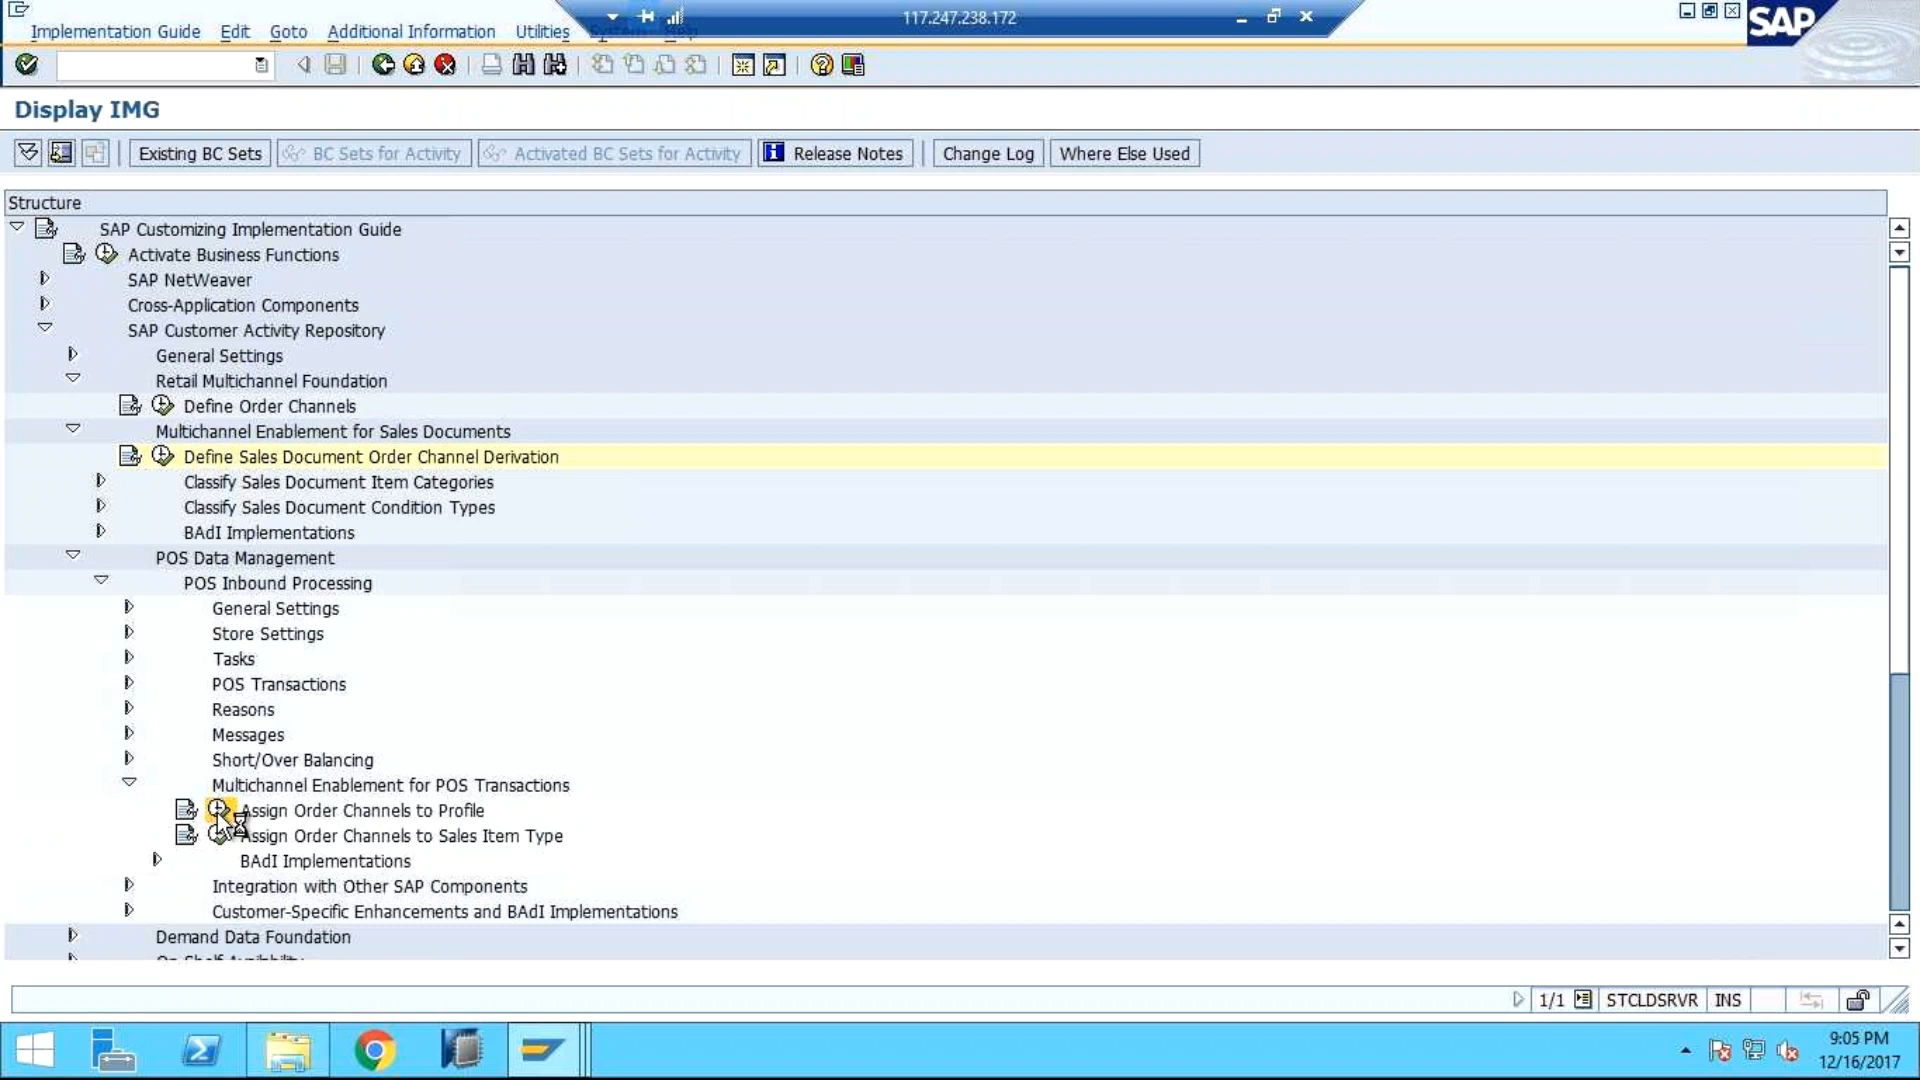 117.247.238.172
Implementation Guide Edit Goto Additional Information Utilities
SAP
Display IMG
Existing BC Sets BC Sets for Activity Activated BC Sets for Activity Release Notes Change Log Where Else Used
Structure
SAP Customizing Implementation Guide
Activate Business Functions
SAP NetWeaver
Cross-Application Components
SAP Customer Activity Repository
General Settings
Retail Multichannel Foundation
Define Order Channels
Multichannel Enablement for Sales Documents
Define Sales Document Order Channel Derivation
Classify Sales Document Item Categories
Classify Sales Document Condition Types
BAdI Implementations
POS Data Management
POS Inbound Processing
General Settings
Store Settings
Tasks
POS Transactions
Reasons
Messages
Short/Over Balancing
Multichannel Enablement for POS Transactions
Assign Order Channels to Profile
Assign Order Channels to Sales Item Type
BAdI Implementations
Integration with Other SAP Components
Customer-Specific Enhancements and BAdI Implementations
Demand Data Foundation
1/1 STCLDSRVR INS
9:05 PM
12/16/2017